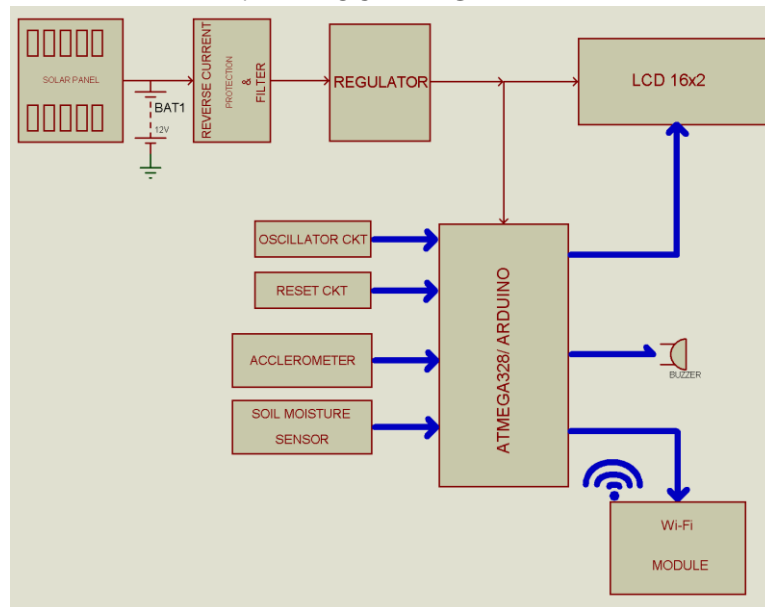 SOLAR PANEL
BAT1
12V
REVERSE CURRENT
PROTECTION
&
FILTER
REGULATOR
LCD 16x2
OSCILLATOR CKT
RESET CKT
ACCLEROMETER
SOIL MOISTURE
SENSOR
ATMEGA328/ ARDUINO
BUZZER
Wi-Fi
MODULE